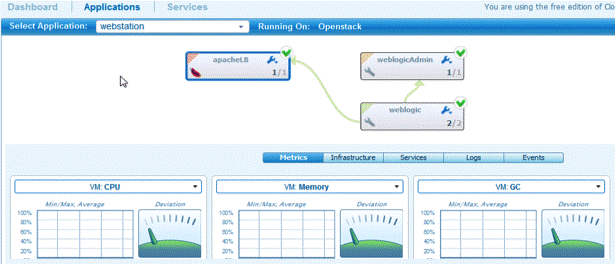 Dashboard Applications Services You are using the free edition of Clo
Select Application: webstation Running On: Openstack
apacheLB weblogicAdmin
1/1 1/1
weblogic
2/2
Metrics Infrastructure Services Logs Events
VM: CPU VM: Memory VM: GC
Min/Max, Average Deviation Min/Max, Average Deviation Min/Max, Average Deviation
100% 100% 100%
80% 80% 80%
60% 60% 60%
40% 40% 40%
20% 20% 20%
0% 0% 0%